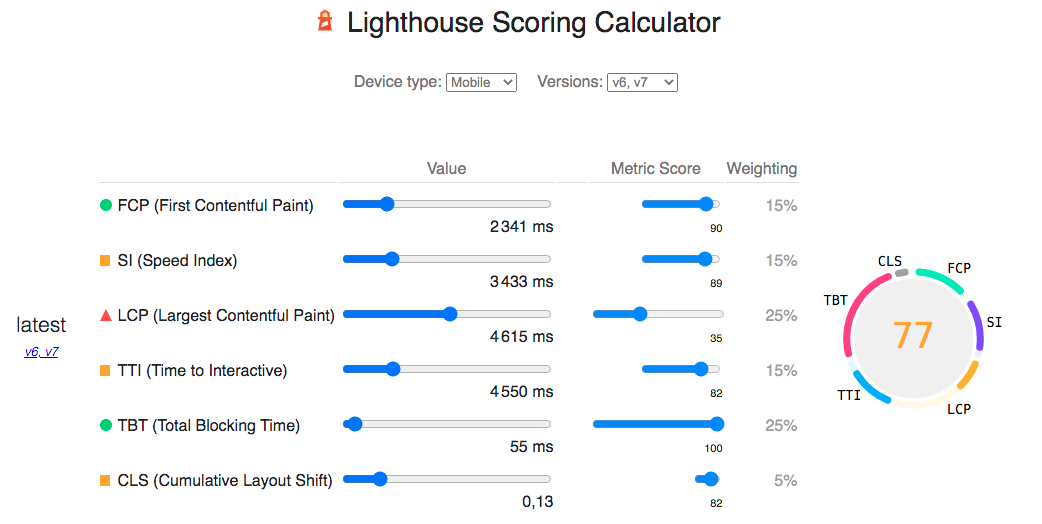 Lighthouse Scoring Calculator
Device type: Mobile Versions: v6, v7
Value Metric Score Weighting
FCP (First Contentful Paint) 15%
2 341 ms 90
SI (Speed Index) 15%
3 433 ms 89
latest
v6, v7
LCP (Largest Contentful Paint) 25%
4 615 ms 35
TTI (Time to Interactive) 15%
4 550 ms 82
TBT (Total Blocking Time) 25%
55 ms 100
CLS (Cumulative Layout Shift) 5%
0,13 82
CLS FCP
TBT SI
77
TTI LCP